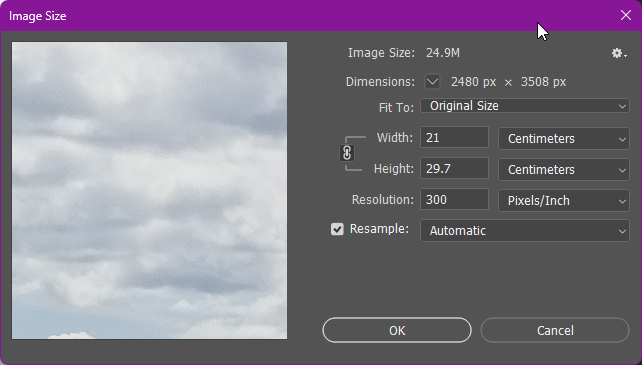 Image Size
Image Size: 24.9M
Dimensions: 2480 px × 3508 px
Fit To: Original Size
Width: 21 Centimeters
Height: 29.7 Centimeters
Resolution: 300 Pixels/Inch
Resample: Automatic
OK Cancel